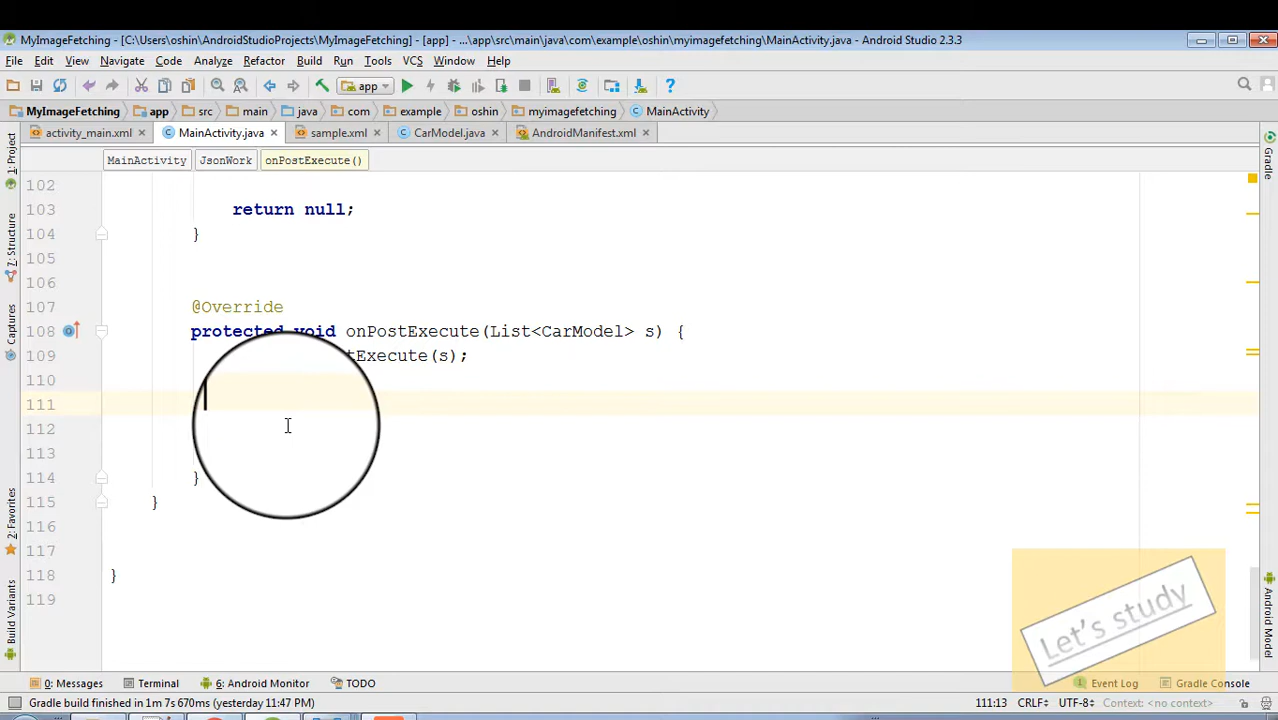 MyImageFetching - [C:\Users\oshin\AndroidStudioProjects\MyImageFetching] - [app] - ...\app\src\main\java\com\example\oshin\myimagefetching\MainActivity.java - Android Studio 2.3.3
File Edit View Navigate Code Analyze Refactor Build Run Tools VCS Window Help
app
MyImageFetching app src main java com example oshin myimagefetching MainActivity
activity_main.xml MainActivity.java sample.xml CarModel.java AndroidManifest.xml
MainActivity JsonWork onPostExecute()
1: Project
7: Structure
Captures
2: Favorites
Build Variants
102
103 return null;
104 }
105
106
107 @Override
108 protected void onPostExecute(List<CarModel> s) {
109 tExecute(s);
110
111
112
113
114 }
115 }
116
117
118 }
119
Gradle
Android Model
Let's study
0: Messages Terminal 6: Android Monitor TODO Event Log Gradle Console
Gradle build finished in 1m 7s 670ms (yesterday 11:47 PM) 111:13 CRLF UTF-8 Context: <no context>